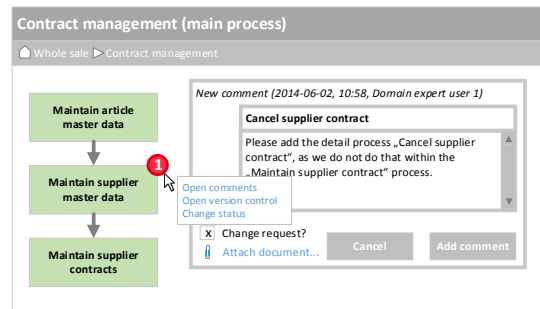 Contract management (main process)
Whole sale Contract management
Maintain article
master data
Maintain supplier
master data
Maintain supplier
contracts
1
Open comments
Open version control
Change status
New comment (2014-06-02, 10:58, Domain expert user 1)
Cancel supplier contract
Please add the detail process „Cancel supplier
contract“, as we do not do that within the
„Maintain supplier contract“ process.
X Change request?
Attach document...
Cancel
Add comment